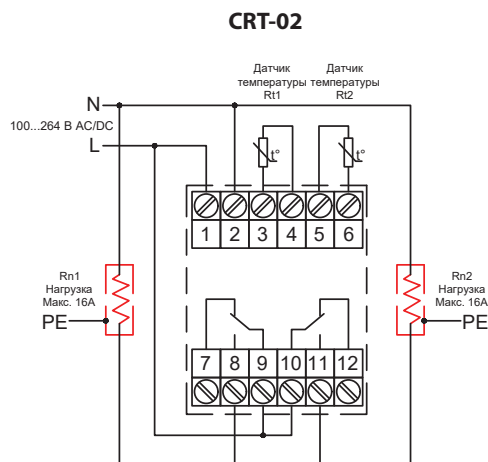 CRT-02
Датчик
температуры
Rt1
Датчик
температуры
Rt2
N
100...264 В AC/DC
L
t°
t°
1 2 3 4 5 6
Rn1
Нагрузка
Макс. 16А
PE
Rn2
Нагрузка
Макс. 16А
PE
7 8 9 10 11 12